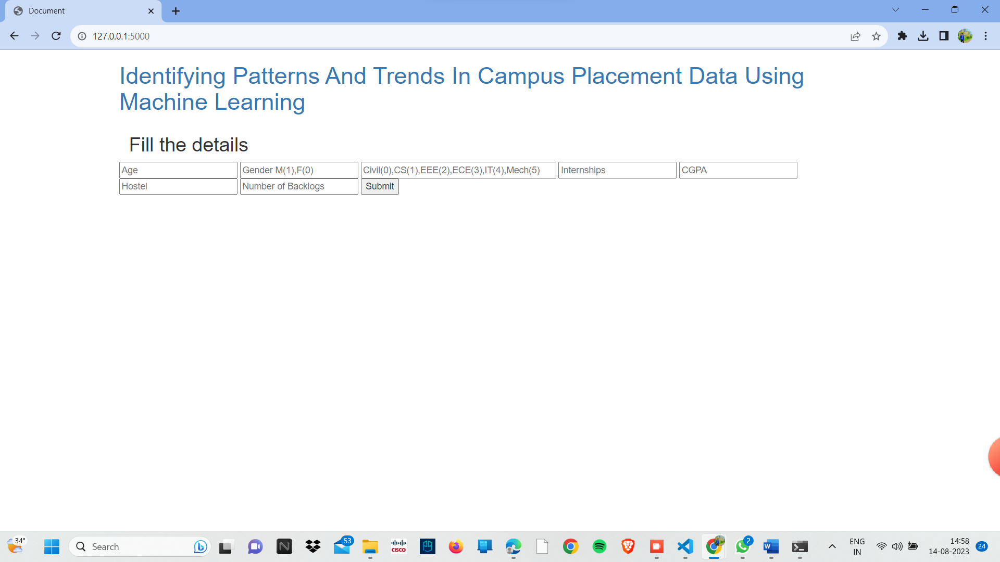 Document
127.0.0.1:5000
Identifying Patterns And Trends In Campus Placement Data Using
Machine Learning
Fill the details
Age Gender M(1),F(0) Civil(0),CS(1),EEE(2),ECE(3),IT(4),Mech(5) Internships CGPA
Hostel Number of Backlogs Submit
34°
Search
53
CISCO
2
ENG
IN
14:58
14-08-2023
24